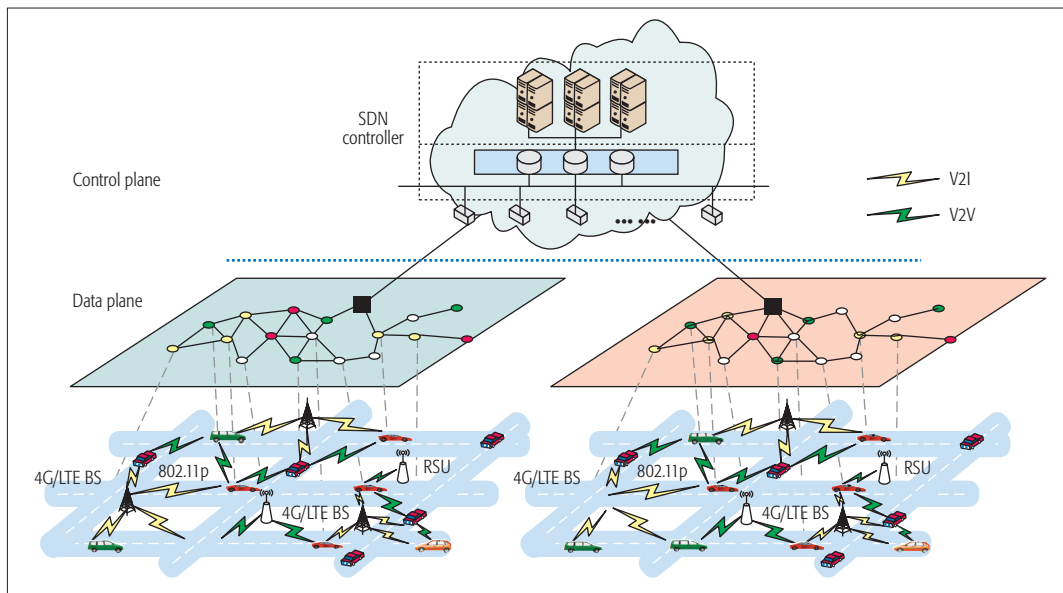 SDN
controller
Control plane
V2I
V2V
... ...
Data plane
4G/LTE BS
802.11p
RSU
4G/LTE BS
4G/LTE BS
802.11p
RSU
4G/LTE BS